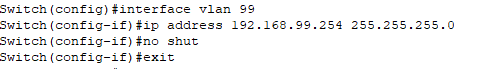 Switch(config)#interface vlan 99
Switch(config-if)#ip address 192.168.99.254 255.255.255.0
Switch(config-if)#no shut
Switch(config-if)#exit